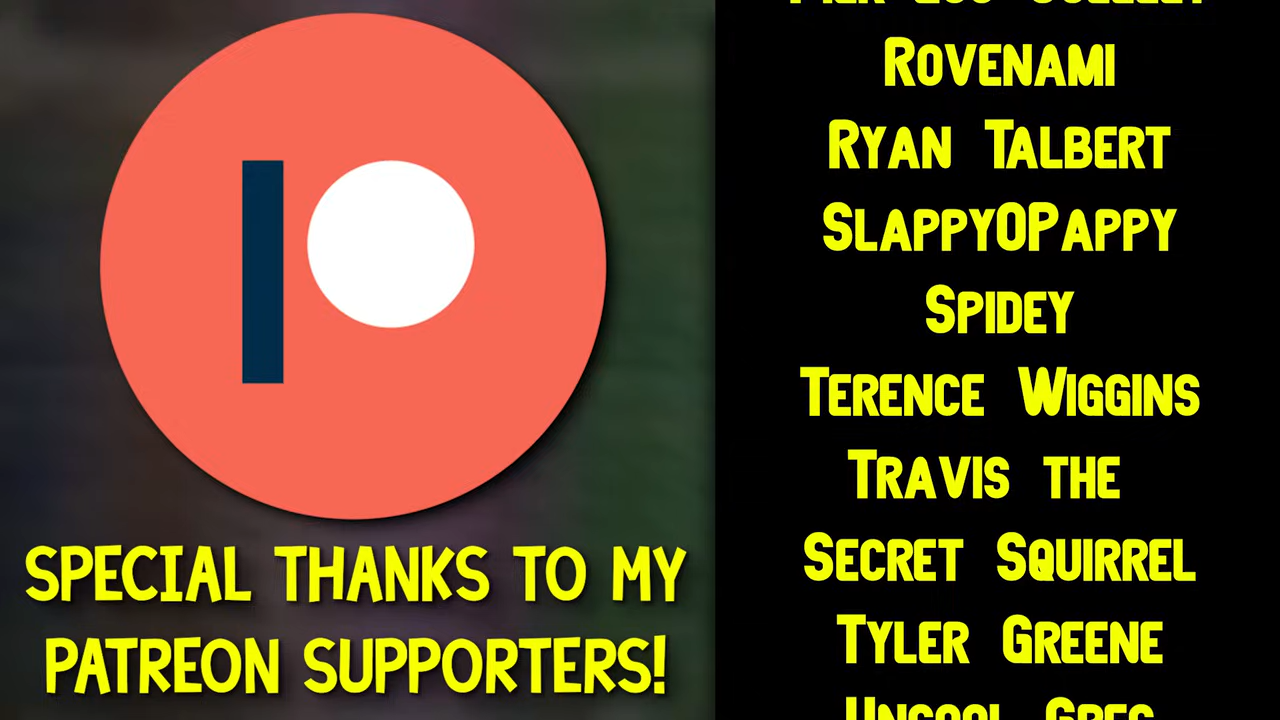 SPECIAL THANKS TO MY
PATREON SUPPORTERS!
ROVENAMI
RYAN TALBERT
SLAPPYOPAPPY
SPIDEY
TERENCE WIGGINS
TRAVIS THE
SECRET SQUIRREL
TYLER GREENE